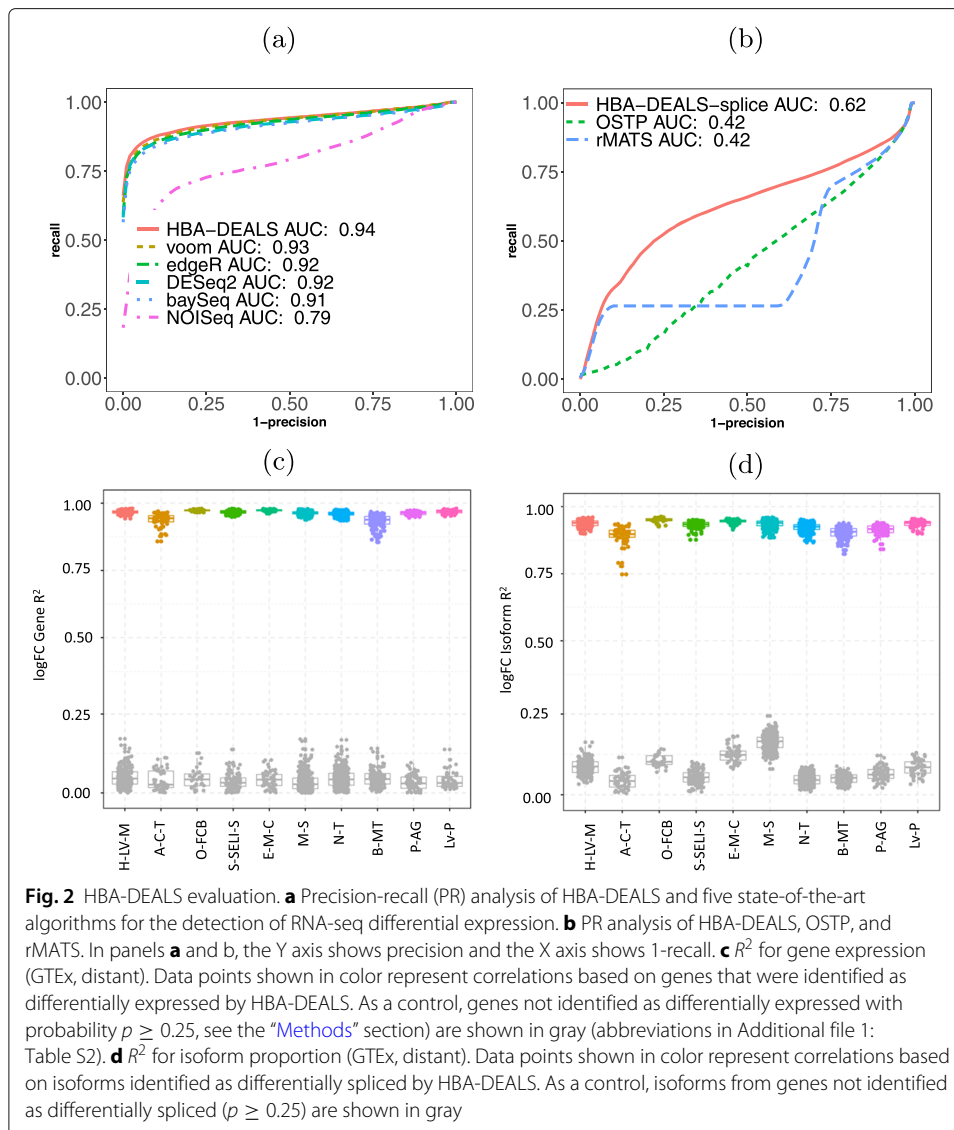 (a)
1.00
0.75
0.50
0.25
0.00
recall
HBA−DEALS AUC: 0.94
voom AUC: 0.93
edgeR AUC: 0.92
DESeq2 AUC: 0.92
baySeq AUC: 0.91
NOISeq AUC: 0.79
0.00 0.25 0.50 0.75 1.00
1−precision
(b)
1.00
0.75
0.50
0.25
0.00
recall
HBA−DEALS−splice AUC: 0.62
OSTP AUC: 0.42
rMATS AUC: 0.42
0.00 0.25 0.50 0.75 1.00
1−precision
(c)
1.00
0.75
0.50
0.25
0.00
logFC Gene R²
H-LV-M
A-C-T
O-FCB
S-SELI-S
E-M-C
M-S
N-T
B-MT
P-AG
Lv-P
(d)
1.00
0.75
0.50
0.25
0.00
logFC Isoform R²
H-LV-M
A-C-T
O-FCB
S-SELI-S
E-M-C
M-S
N-T
B-MT
P-AG
Lv-P
Fig. 2 HBA-DEALS evaluation. a Precision-recall (PR) analysis of HBA-DEALS and five state-of-the-art
algorithms for the detection of RNA-seq differential expression. b PR analysis of HBA-DEALS, OSTP, and
rMATS. In panels a and b, the Y axis shows precision and the X axis shows 1-recall. c R² for gene expression
(GTEx, distant). Data points shown in color represent correlations based on genes that were identified as
differentially expressed by HBA-DEALS. As a control, genes not identified as differentially expressed with
probability p ≥ 0.25, see the "Methods" section) are shown in gray (abbreviations in Additional file 1:
Table S2). d R² for isoform proportion (GTEx, distant). Data points shown in color represent correlations based
on isoforms identified as differentially spliced by HBA-DEALS. As a control, isoforms from genes not identified
as differentially spliced (p ≥ 0.25) are shown in gray